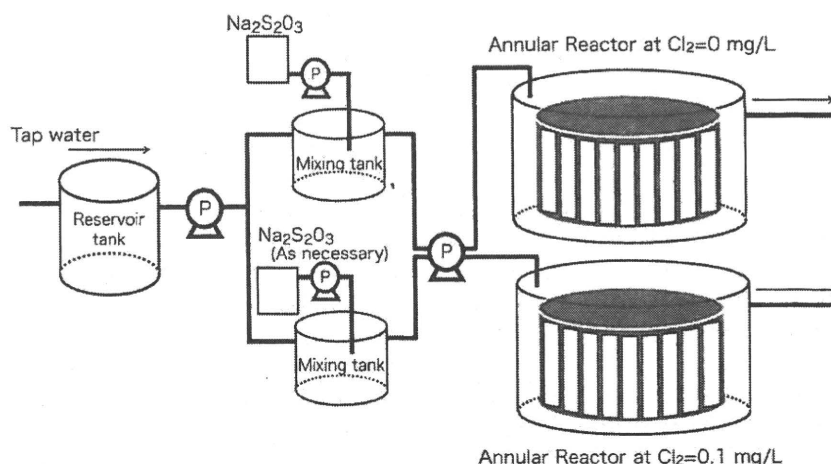 Na₂S₂O₃
P
Annular Reactor at Cl₂=0 mg/L
Tap water
Mixing tank
P
Reservoir
tank
Na₂S₂O₃
(As necessary)
P
P
Mixing tank
Annular Reactor at Cl₂=0.1 mg/L